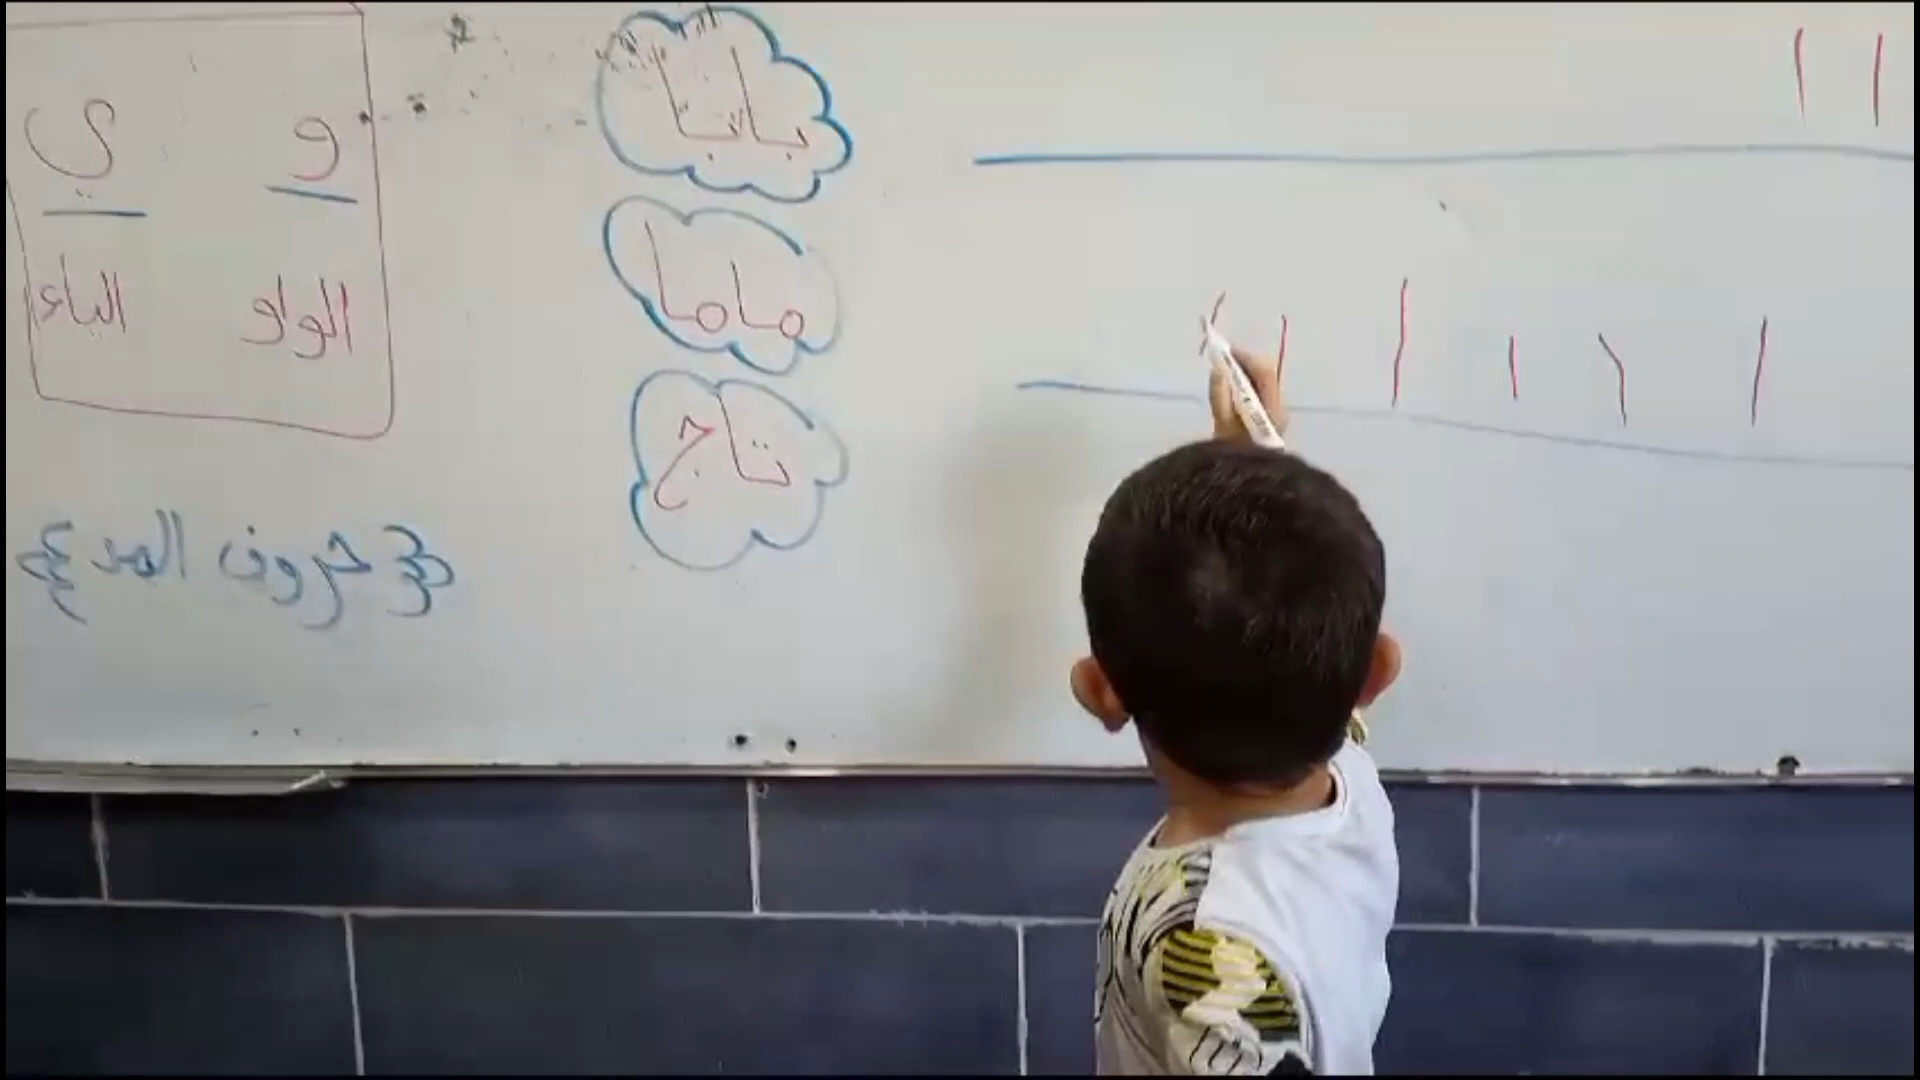 ا ا
ا ا ا ا ا ا
بابا
ماما
تاج
و ي
الواو الياء
حروف المد